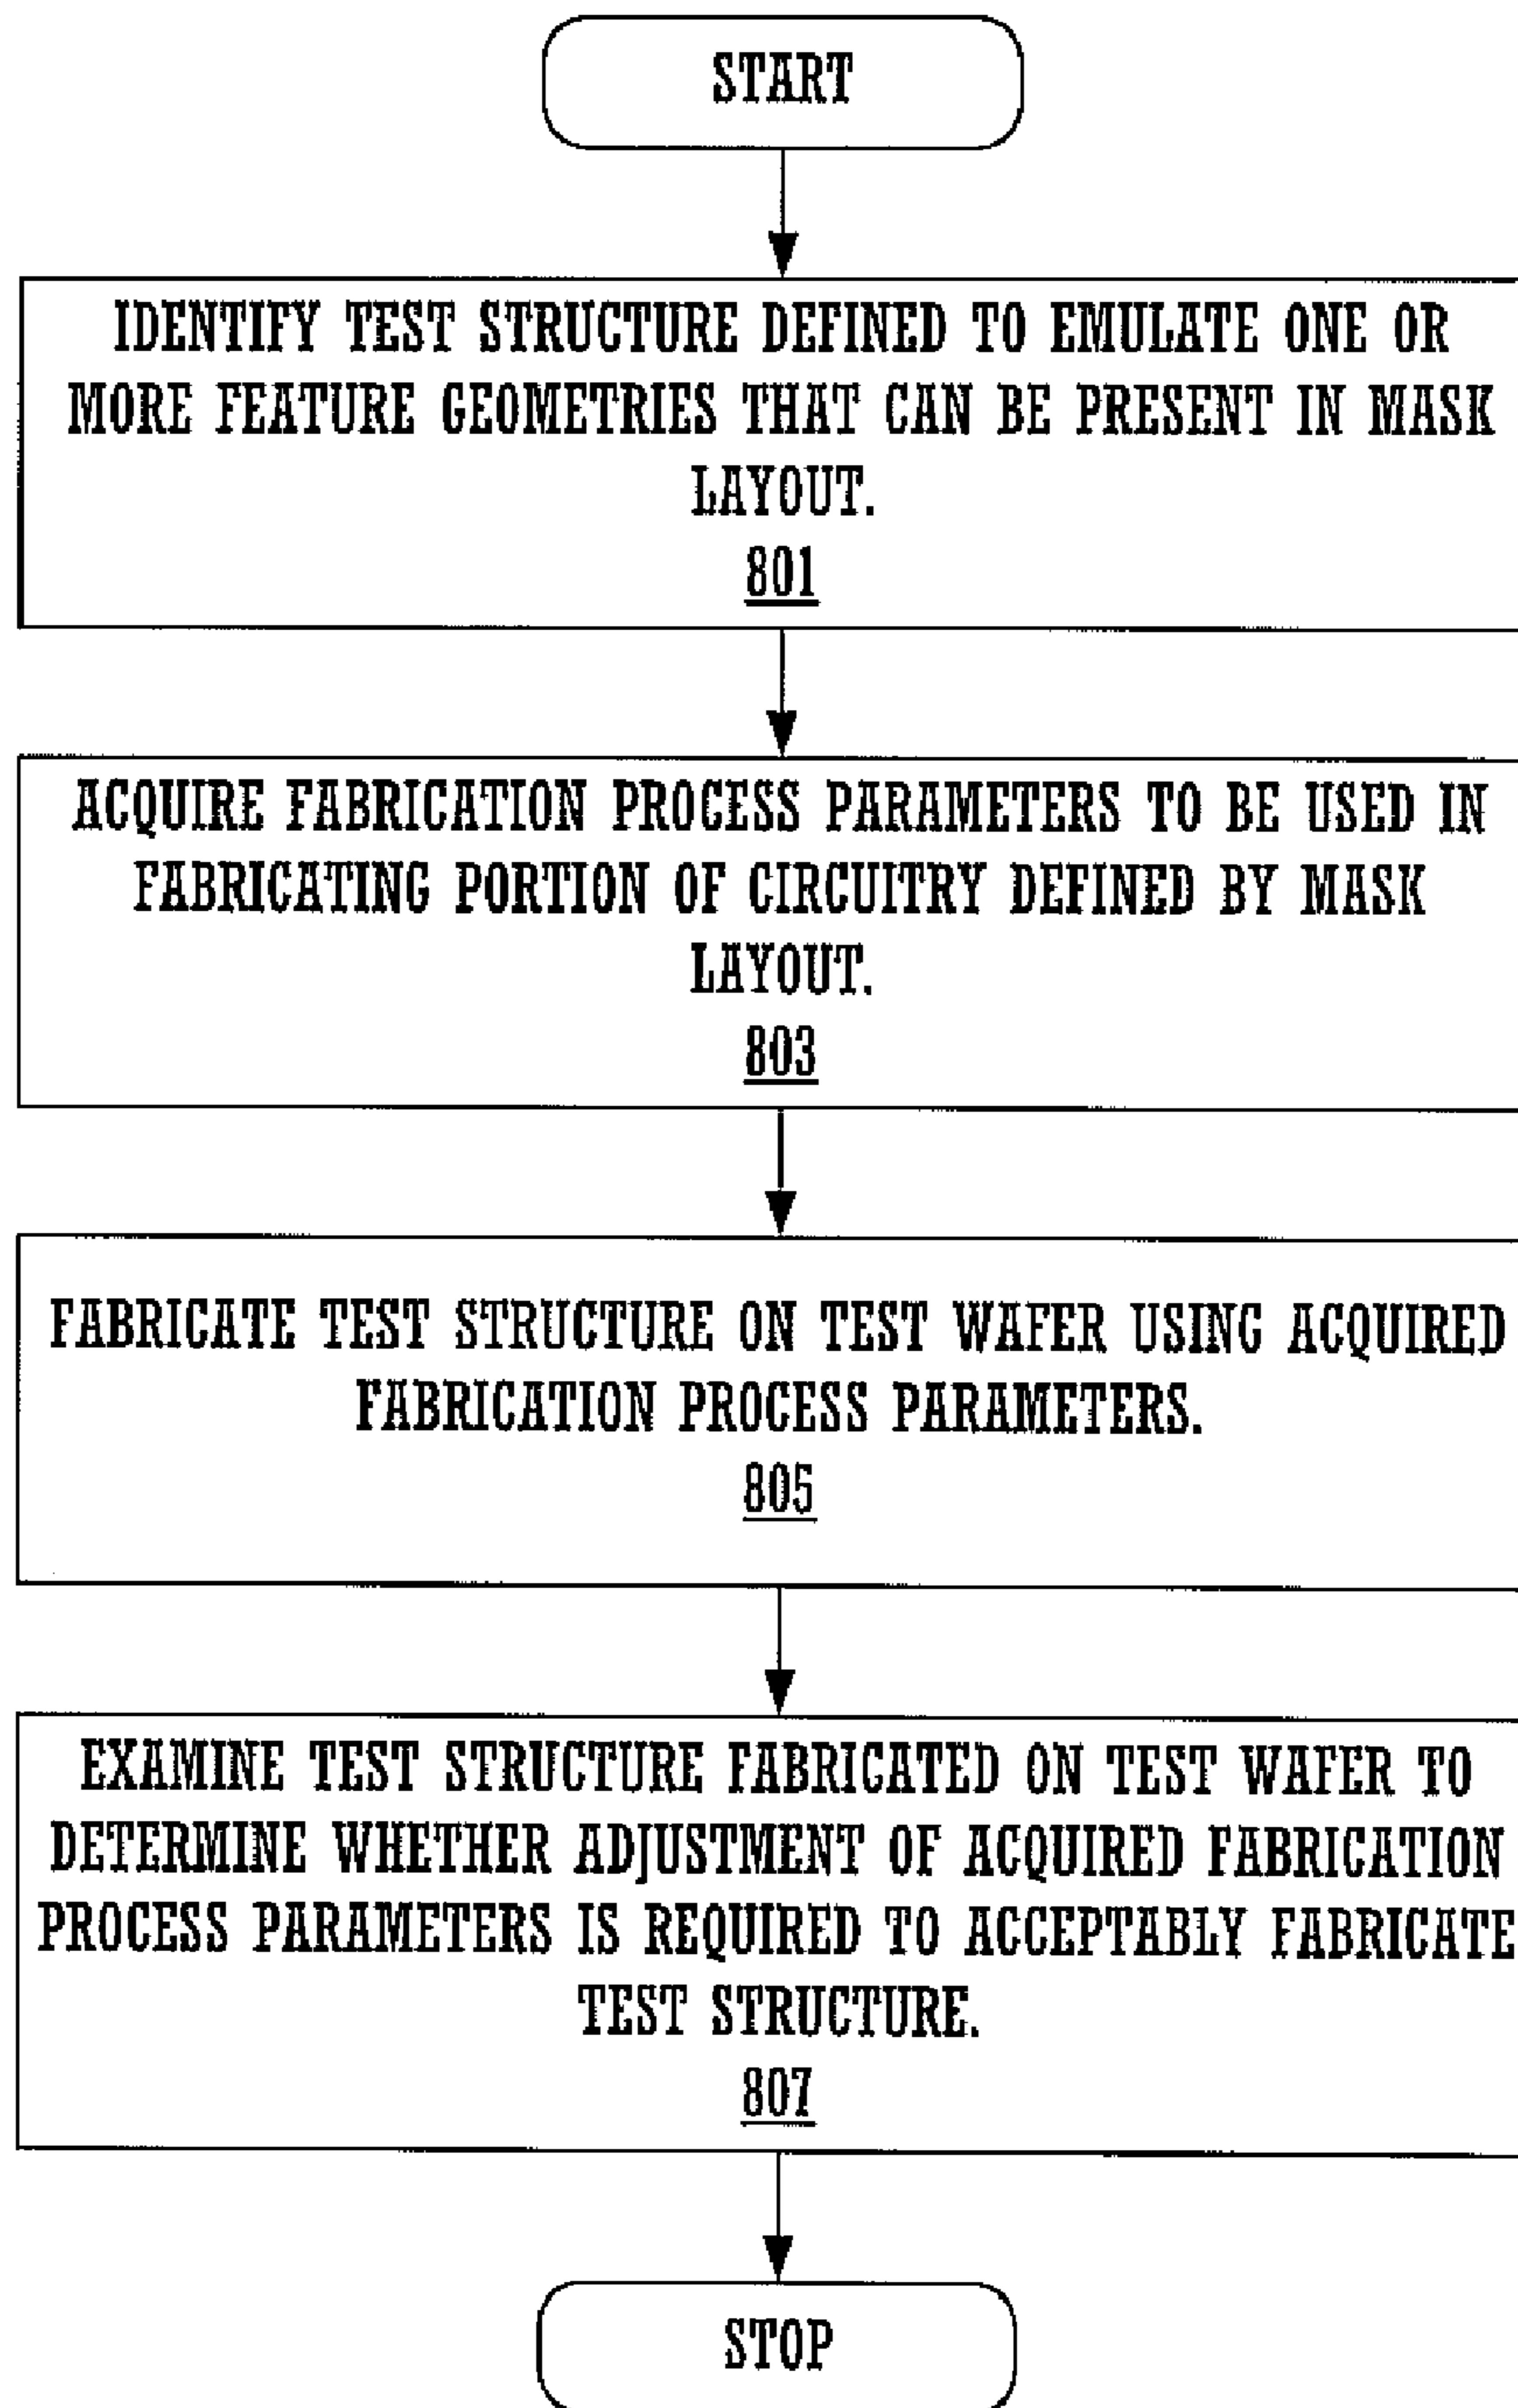 START
IDENTIFY TEST STRUCTURE DEFINED TO EMULATE ONE OR
MORE FEATURE GEOMETRIES THAT CAN BE PRESENT IN MASK
LAYOUT.
801
ACQUIRE FABRICATION PROCESS PARAMETERS TO BE USED IN
FABRICATING PORTION OF CIRCUITRY DEFINED BY MASK
LAYOUT.
803
FABRICATE TEST STRUCTURE ON TEST WAFER USING ACQUIRED
FABRICATION PROCESS PARAMETERS.
805
EXAMINE TEST STRUCTURE FABRICATED ON TEST WAFER TO
DETERMINE WHETHER ADJUSTMENT OF ACQUIRED FABRICATION
PROCESS PARAMETERS IS REQUIRED TO ACCEPTABLY FABRICATE
TEST STRUCTURE.
807
STOP